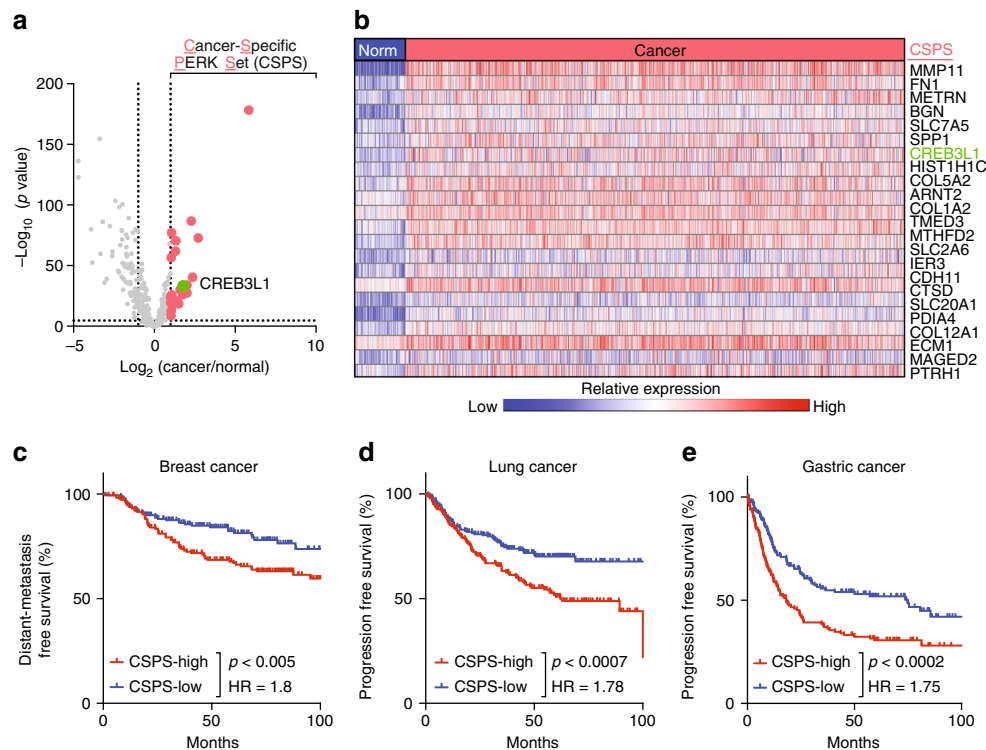 a
Cancer-Specific
PERK Set (CSPS)
200
150
100
50
0
–Log10 (p value)
CREB3L1
–5
0
5
10
Log2 (cancer/normal)
b
Norm
Cancer
CSPS
MMP11
FN1
METRN
BGN
SLC7A5
SPP1
CREB3L1
HIST1H1C
COL5A2
ARNT2
COL1A2
TMED3
MTHFD2
SLC2A6
IER3
CDH11
CTSD
SLC20A1
PDIA4
COL12A1
ECM1
MAGED2
PTRH1
Relative expression
Low
High
c
Breast cancer
Distant-metastasis
free survival (%)
100
50
0
CSPS-high
CSPS-low
p < 0.005
HR = 1.8
0
50
100
Months
d
Lung cancer
Progression free survival (%)
100
50
0
CSPS-high
CSPS-low
p < 0.0007
HR = 1.78
0
50
100
Months
e
Gastric cancer
Progression free survival (%)
100
50
0
CSPS-high
CSPS-low
p < 0.0002
HR = 1.75
0
50
100
Months